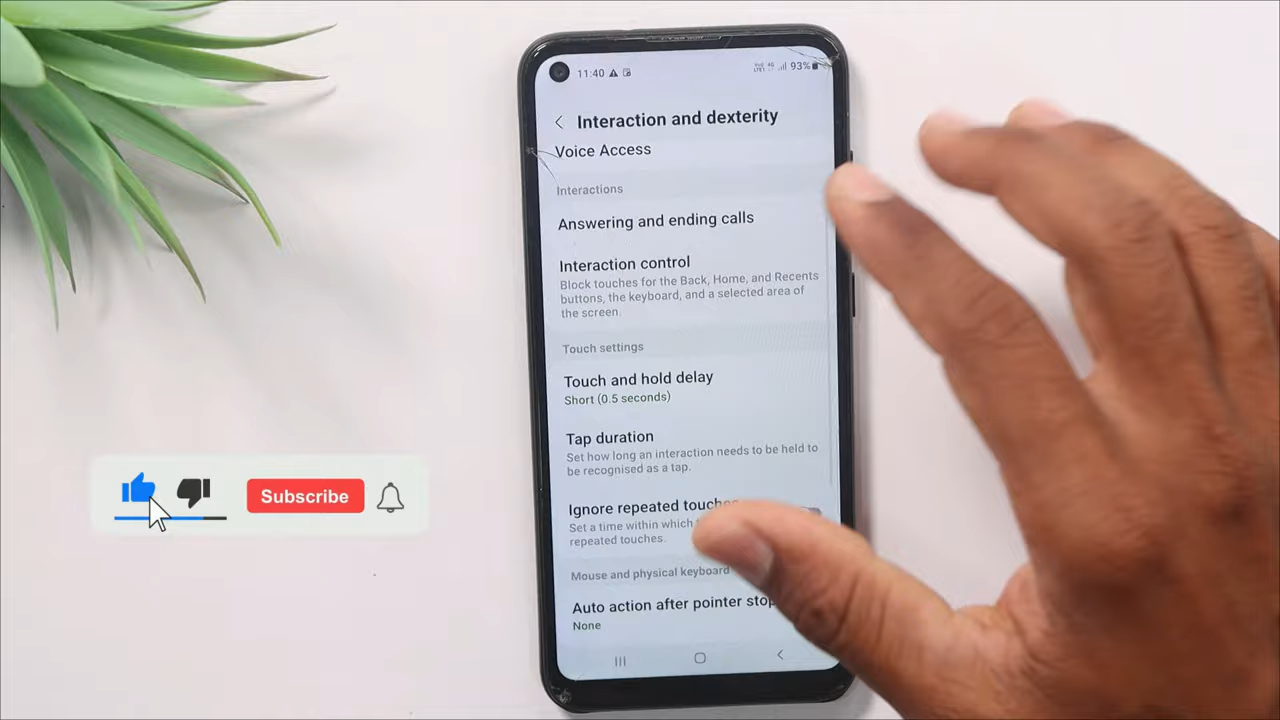 11:40
93%
Interaction and dexterity
Voice Access
Interactions
Answering and ending calls
Interaction control
Block touches for the Back, Home, and Recents
buttons, the keyboard, and a selected area of
the screen.
Touch settings
Touch and hold delay
Short (0.5 seconds)
Tap duration
Set how long an interaction needs to be held to
be recognised as a tap.
Ignore repeated
Set a time within which
repeated touches.
Mouse and physical keyboard
Auto action after pointer
None
Subscribe